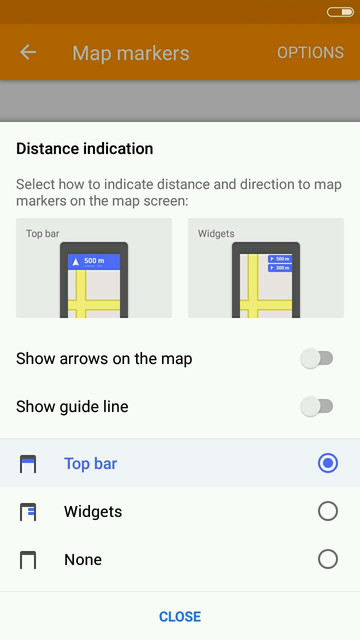 Map markers
OPTIONS
Distance indication
Select how to indicate distance and direction to map
markers on the map screen:
Top bar
500 m
Widgets
500 m
300 m
Show arrows on the map
Show guide line
Top bar
Widgets
None
CLOSE